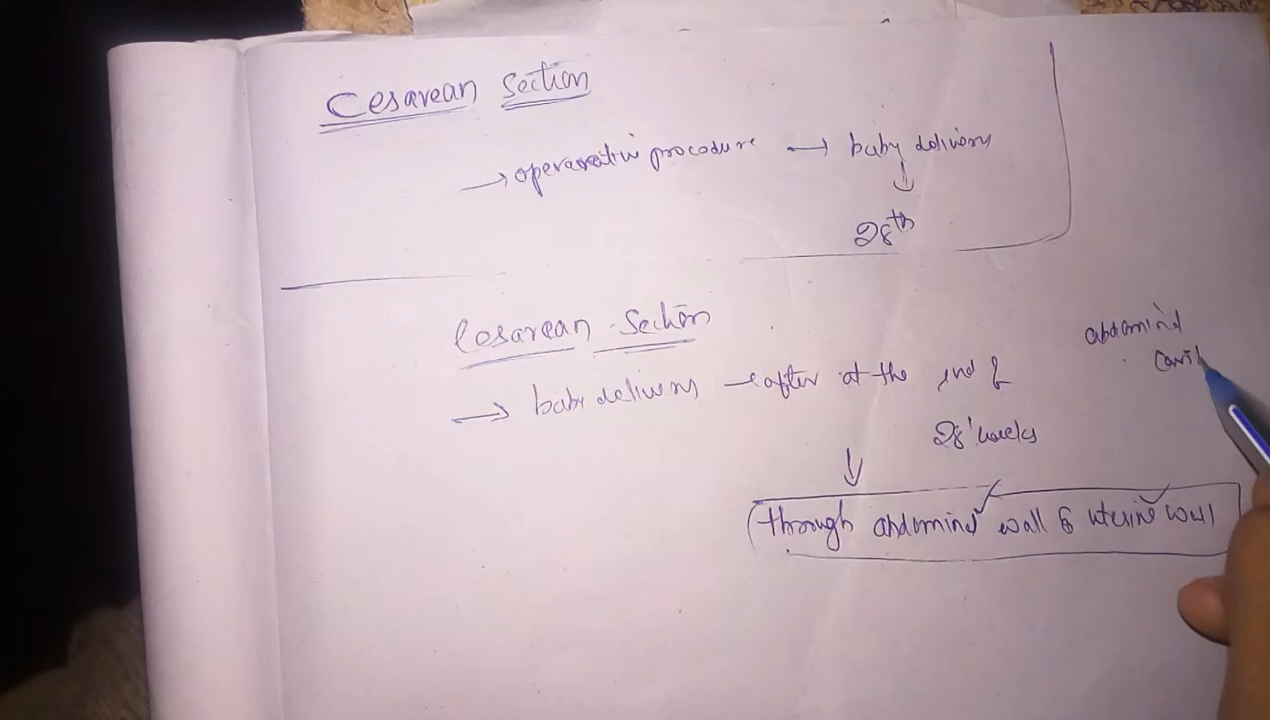 Cesarean Section
→ operative procedure → baby delivery
↓
28th
Cesarean Section
abdominal
cavit
→ baby delivery → after at the end of
28 weeks
↓
(through abdominal wall & uterine wall